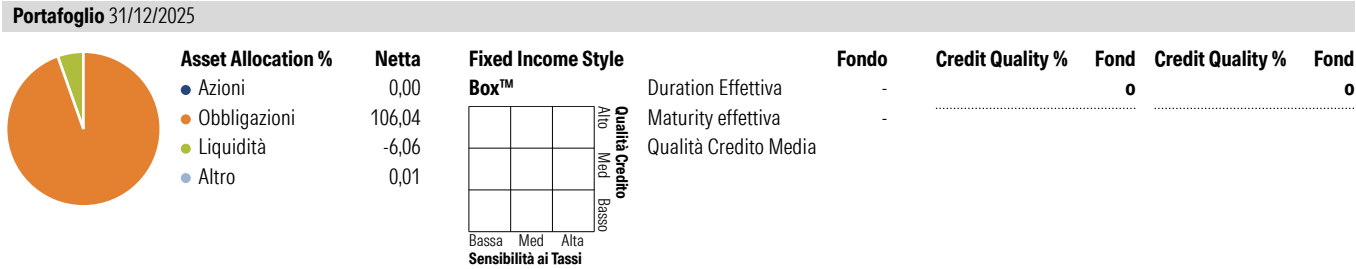 Portafoglio 31/12/2025
Asset Allocation % Netta
Azioni 0,00
Obbligazioni 106,04
Liquidità -6,06
Altro 0,01
Fixed Income Style
Box™
Alto Med Basso
Qualità Credito
Bassa Med Alta
Sensibilità ai Tassi
Fondo
Duration Effettiva -
Maturity effettiva -
Qualità Credito Media
Credit Quality % Fond
o
Credit Quality % Fond
o